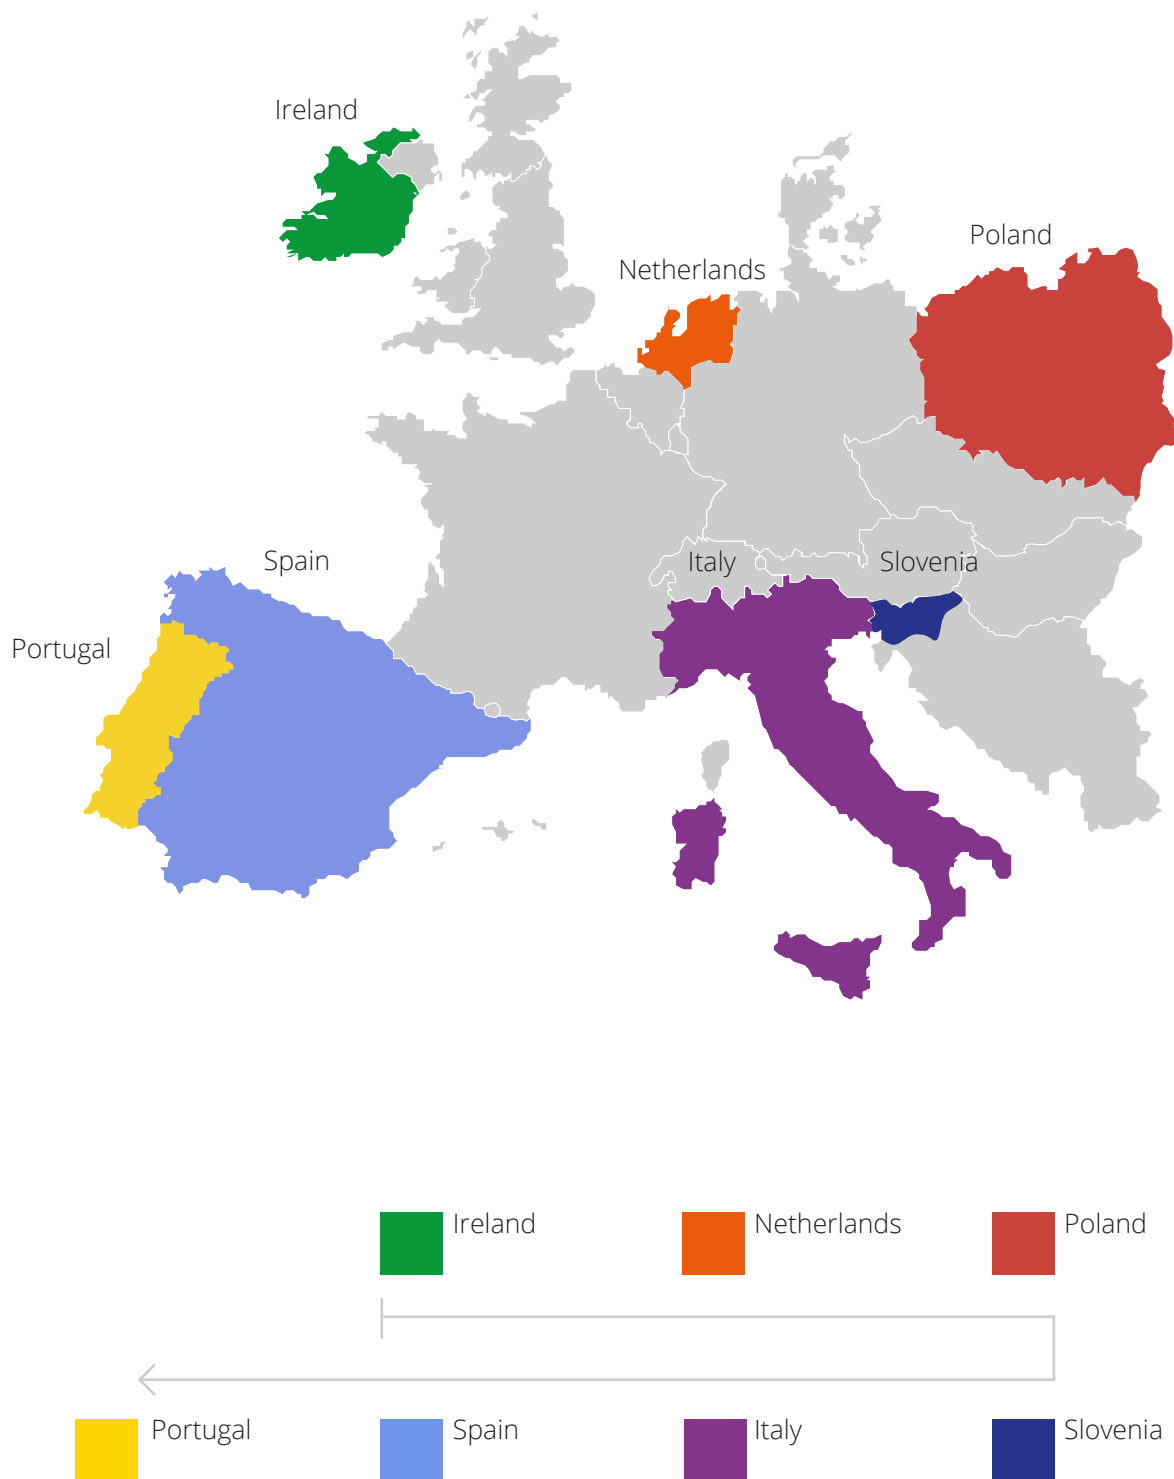 Ireland
Poland
Netherlands
Spain
Italy
Slovenia
Portugal
Ireland
Netherlands
Poland
Portugal
Spain
Italy
Slovenia